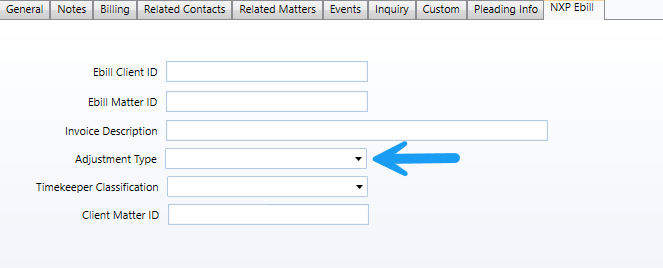 General Notes Billing Related Contacts Related Matters Events Inquiry Custom Pleading Info NXP Ebill
Ebill Client ID
Ebill Matter ID
Invoice Description
Adjustment Type
Timekeeper Classification
Client Matter ID